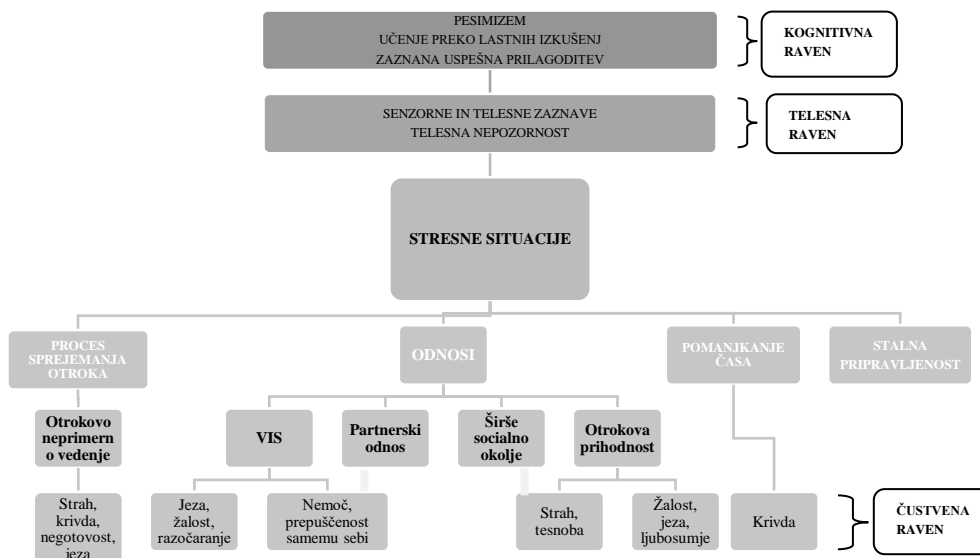 PESIMIZEM
UČENJE PREKO LASTNIH IZKUŠENJ
ZAZNANA USPEŠNA PRILAGODITEV
KOGNITIVNA
RAVEN
SENZORNE IN TELESNE ZAZNAVE
TELESNA NEPOZORNOST
TELESNA
RAVEN
STRESNE SITUACIJE
PROCES
SPREJEMANJA
OTROKA
ODNOSI
POMANJKANJE
ČASA
STALNA
PRIPRAVLJENOST
Otrokovo
neprimern
o vedenje
VIS
Partnerski
odnos
Širše
socialno
okolje
Otrokova
prihodnost
Strah,
krivda,
negotovost,
jeza
Jeza,
žalost,
razočaranje
Nemoč,
prepuščenost
samemu sebi
Strah,
tesnoba
Žalost,
jeza,
ljubosumje
Krivda
ČUSTVENA
RAVEN